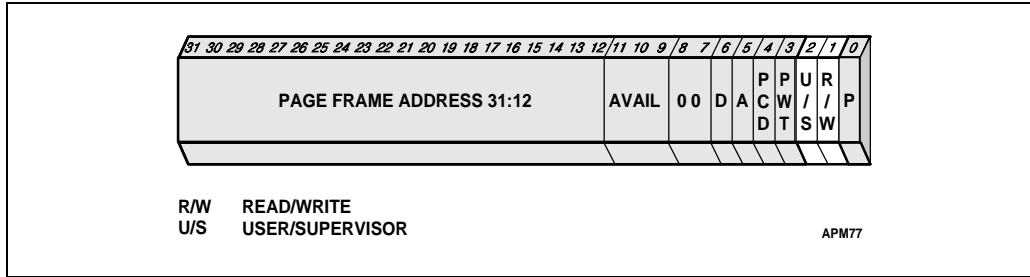 31 30 29 28 27 26 25 24 23 22 21 20 19 18 17 16 15 14 13 12 11 10 9 8 7 6 5 4 3 2 1 0
PAGE FRAME ADDRESS 31:12 AVAIL 0 0 D A PCD PWT U/S R/W P
R/W READ/WRITE
U/S USER/SUPERVISOR
APM77